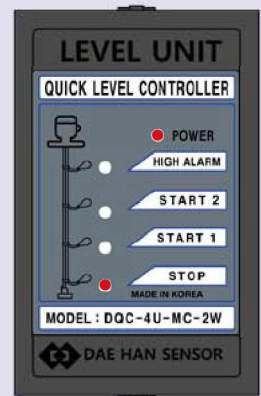 LEVEL UNIT
QUICK LEVEL CONTROLLER
POWER
HIGH ALARM
START 2
START 1
STOP
MADE IN KOREA
MODEL : DQC-4U-MC-2W
DAE HAN SENSOR